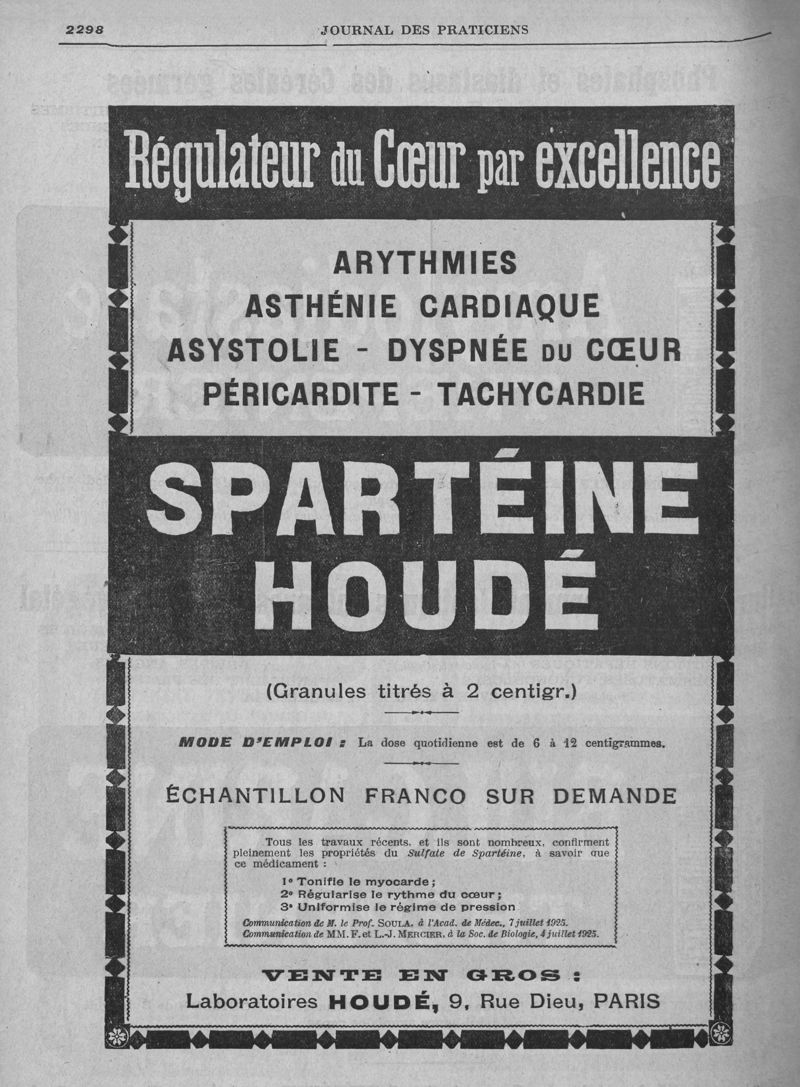 2298
JOURNAL DES PRATICIENS
Régulateur du Cœur par excellence
ARYTHMIES
ASTHÉNIE CARDIAQUE
ASYSTOLIE - DYSPNÉE DU CŒUR
PÉRICARDITE - TACHYCARDIE
SPARTÉINE
HOUDÉ
(Granules titrés à 2 centigr.)
MODE D'EMPLOI : La dose quotidienne est de 6 à 12 centigrammes.
ÉCHANTILLON FRANCO SUR DEMANDE
Tous les travaux récents, et ils sont nombreux, confirment
pleinement les propriétés du Sulfate de Spartéine, à savoir que
ce médicament :
1º Tonifie le myocarde ;
2º Régularise le rythme du cœur ;
3º Uniformise le régime de pression
Communication de M. le Prof. SOULA, à l'Acad. de Médec., 7 juillet 1925.
Communication de MM. F. et L.-J. MERCIER, à la Soc. de Biologie, 4 juillet 1925.
VENTE EN GROS :
Laboratoires HOUDÉ, 9, Rue Dieu, PARIS